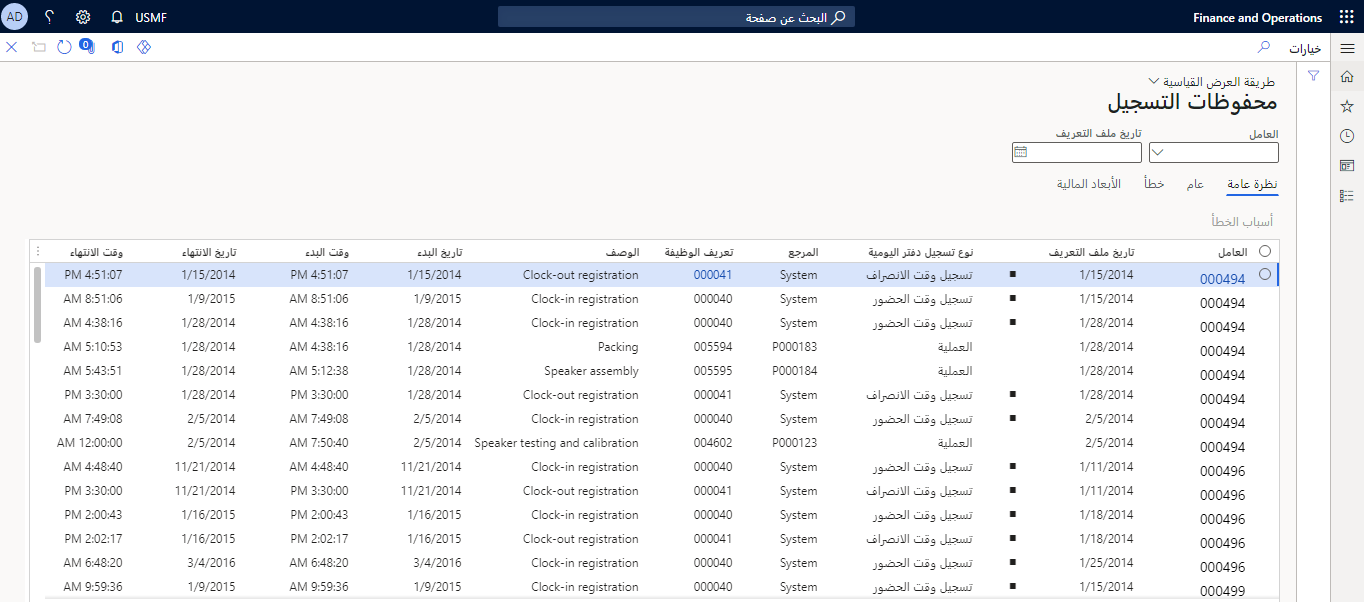 Finance and Operations
البحث عن صفحة
USMF
AD
خيارات
0
طريقة العرض القياسية
محفوظات التسجيل
العامل
تاريخ ملف التعريف
نظرة عامة عام خطأ الأبعاد المالية
أسباب الخطأ
العامل تاريخ ملف التعريف نوع تسجيل دفتر اليومية المرجع تعريف الوظيفة الوصف تاريخ البدء وقت البدء تاريخ الانتهاء وقت الانتهاء
000494 1/15/2014 تسجيل وقت الانصراف System 000041 Clock-out registration 1/15/2014 PM 4:51:07 1/15/2014 PM 4:51:07
000494 1/15/2014 تسجيل وقت الحضور System 000040 Clock-in registration 1/9/2015 AM 8:51:06 1/9/2015 AM 8:51:06
000494 1/28/2014 تسجيل وقت الحضور System 000040 Clock-in registration 1/28/2014 AM 4:38:16 1/28/2014 AM 4:38:16
000494 1/28/2014 العملية P000183 005594 Packing 1/28/2014 AM 4:38:16 1/28/2014 AM 5:10:53
000494 1/28/2014 العملية P000184 005595 Speaker assembly 1/28/2014 AM 5:12:38 1/28/2014 AM 5:43:51
000494 1/28/2014 تسجيل وقت الانصراف System 000041 Clock-out registration 1/28/2014 PM 3:30:00 1/28/2014 PM 3:30:00
000494 2/5/2014 تسجيل وقت الحضور System 000040 Clock-in registration 2/5/2014 AM 7:49:08 2/5/2014 AM 7:49:08
000494 2/5/2014 العملية P000123 004602 Speaker testing and calibration 2/5/2014 AM 7:50:40 2/5/2014 AM 12:00:00
000496 1/11/2014 تسجيل وقت الحضور System 000040 Clock-in registration 11/21/2014 AM 4:48:40 11/21/2014 AM 4:48:40
000496 1/11/2014 تسجيل وقت الانصراف System 000041 Clock-out registration 11/21/2014 PM 3:30:00 11/21/2014 PM 3:30:00
000496 1/18/2014 تسجيل وقت الحضور System 000040 Clock-in registration 1/16/2015 PM 2:00:43 1/16/2015 PM 2:00:43
000496 1/18/2014 تسجيل وقت الانصراف System 000041 Clock-out registration 1/16/2015 PM 2:02:17 1/16/2015 PM 2:02:17
000496 1/25/2014 تسجيل وقت الحضور System 000040 Clock-in registration 3/4/2016 AM 6:48:20 3/4/2016 AM 6:48:20
000499 1/15/2014 تسجيل وقت الحضور System 000040 Clock-in registration 1/9/2015 AM 9:59:36 1/9/2015 AM 9:59:36